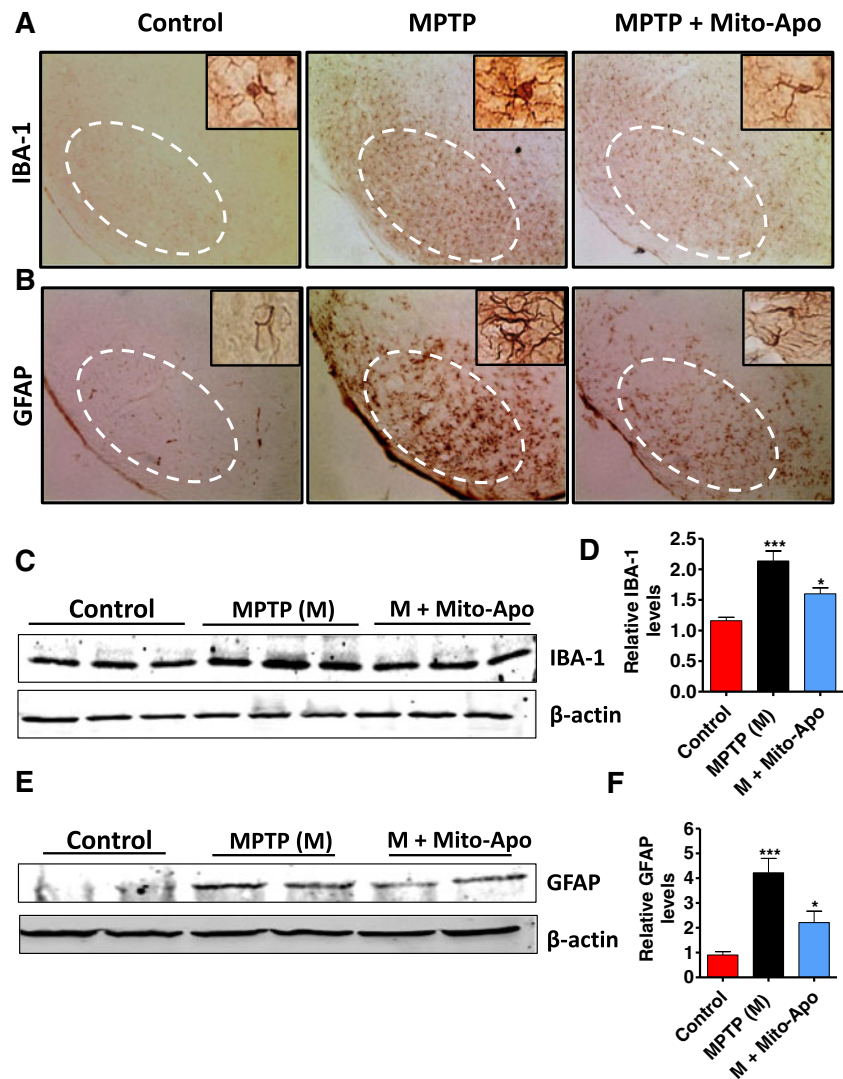 A
Control
MPTP
MPTP + Mito-Apo
IBA-1
B
GFAP
C
Control
MPTP (M)
M + Mito-Apo
IBA-1
β-actin
D
Relative IBA-1
levels
2.5
2.0
1.5
1.0
0.5
0.0
***
*
Control
MPTP (M)
M + Mito-Apo
E
Control
MPTP (M)
M + Mito-Apo
GFAP
β-actin
F
Relative GFAP
levels
6
5
4
3
2
1
0
***
*
Control
MPTP (M)
M + Mito-Apo